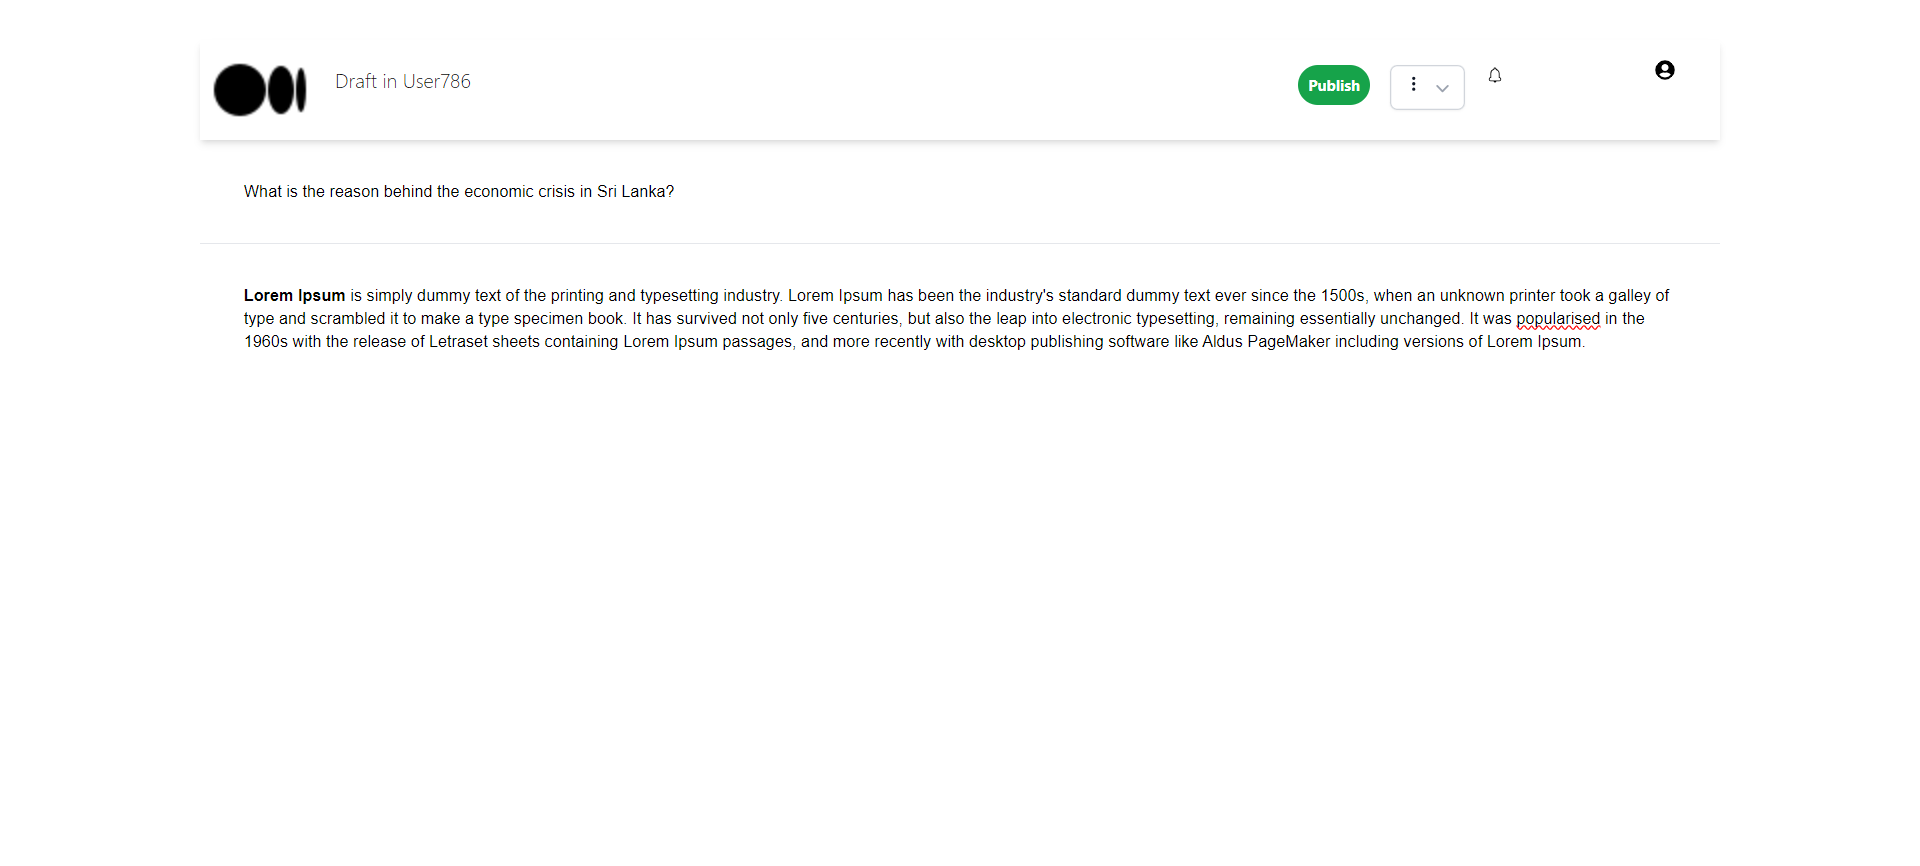 Draft in User786
Publish
What is the reason behind the economic crisis in Sri Lanka?
Lorem Ipsum is simply dummy text of the printing and typesetting industry. Lorem Ipsum has been the industry's standard dummy text ever since the 1500s, when an unknown printer took a galley of
type and scrambled it to make a type specimen book. It has survived not only five centuries, but also the leap into electronic typesetting, remaining essentially unchanged. It was popularised in the
1960s with the release of Letraset sheets containing Lorem Ipsum passages, and more recently with desktop publishing software like Aldus PageMaker including versions of Lorem Ipsum.